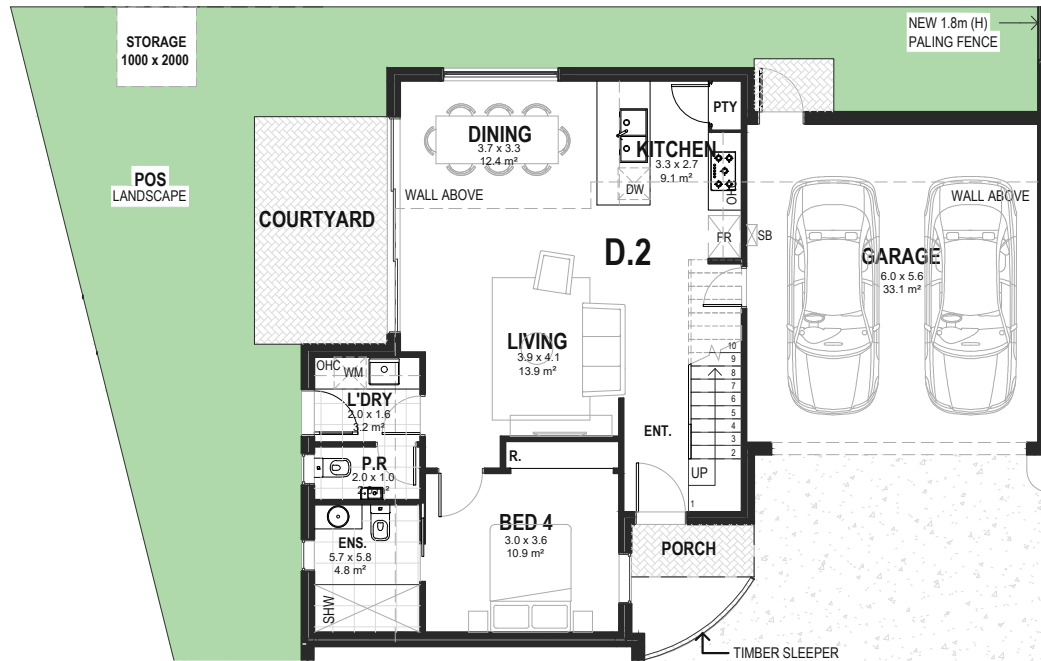 NEW 1.8m (H)
PALING FENCE
STORAGE
1000 x 2000
PTY
DINING
3.7 x 3.3
12.4 m²
KITCHEN
3.3 x 2.7
9.1 m²
POS
LANDSCAPE
DW
OHC
WALL ABOVE
WALL ABOVE
COURTYARD
FR
SB
D.2
GARAGE
6.0 x 5.6
33.1 m²
LIVING
3.9 x 4.1
13.9 m²
OHC
WM
L'DRY
2.0 x 1.6
3.2 m²
10
9
8
7
6
5
4
3
2
1
ENT.
UP
P.R
2.0 x 1.0
R.
BED 4
3.0 x 3.6
10.9 m²
ENS.
5.7 x 5.8
4.8 m²
PORCH
SHW
TIMBER SLEEPER